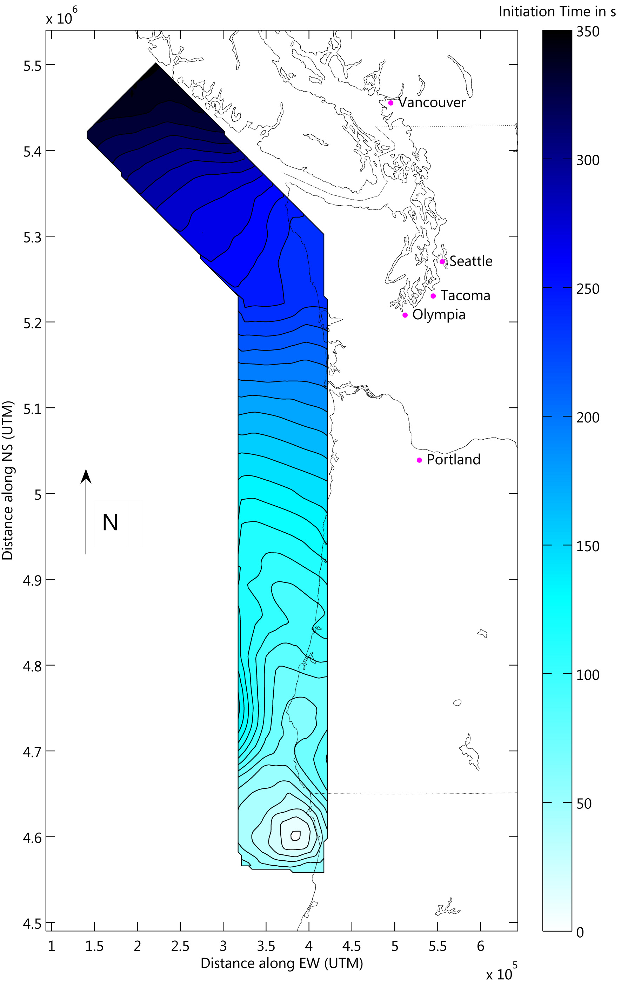 Initiation Time in s
x 10^6
350
5.5
Vancouver
5.4
300
5.3
Seattle
250
Tacoma
Olympia
5.2
5.1
200
Portland
5
N
150
4.9
4.8
100
4.7
50
4.6
4.5
0
1 1.5 2 2.5 3 3.5 4 4.5 5 5.5 6
Distance along EW (UTM)
x 10^5
Distance along NS (UTM)